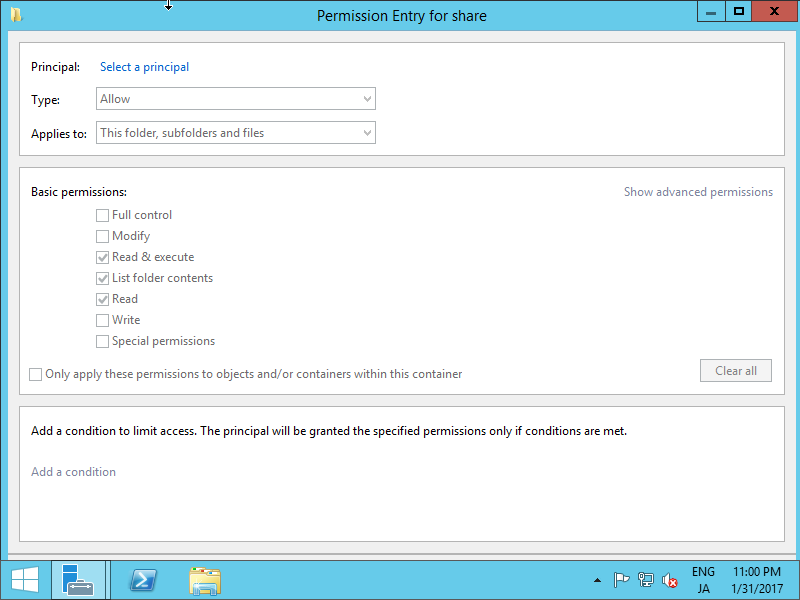 Permission Entry for share
Principal: Select a principal
Type: Allow
Applies to: This folder, subfolders and files
Basic permissions: Show advanced permissions
Full control
Modify
Read & execute
List folder contents
Read
Write
Special permissions
Only apply these permissions to objects and/or containers within this container
Clear all
Add a condition to limit access. The principal will be granted the specified permissions only if conditions are met.
Add a condition
ENG 11:00 PM
JA 1/31/2017